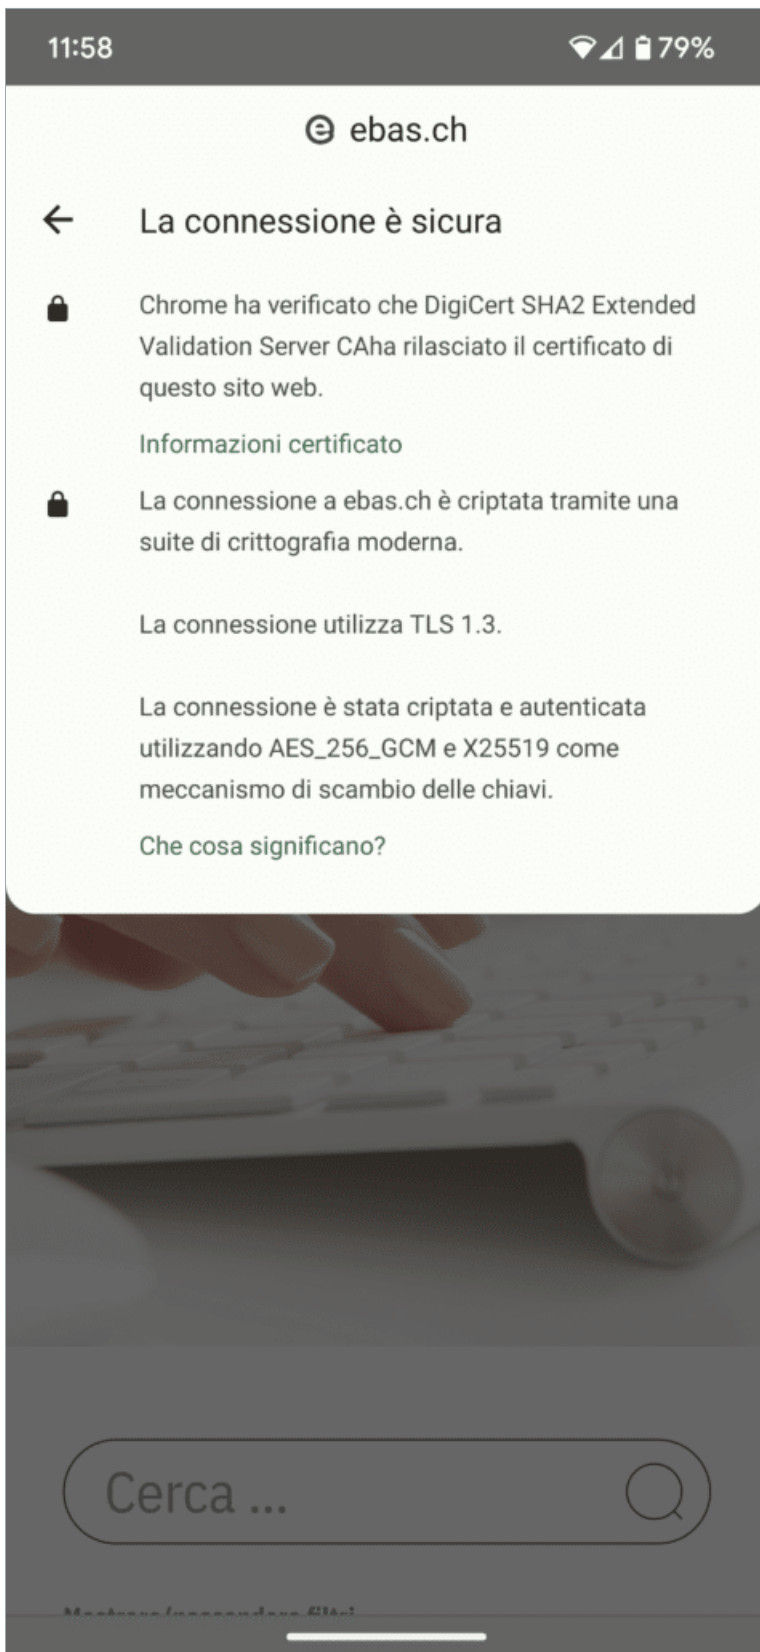 11:58
79%
ebas.ch
La connessione è sicura
Chrome ha verificato che DigiCert SHA2 Extended
Validation Server CAha rilasciato il certificato di
questo sito web.
Informazioni certificato
La connessione a ebas.ch è criptata tramite una
suite di crittografia moderna.
La connessione utilizza TLS 1.3.
La connessione è stata criptata e autenticata
utilizzando AES_256_GCM e X25519 come
meccanismo di scambio delle chiavi.
Che cosa significano?
Cerca ...